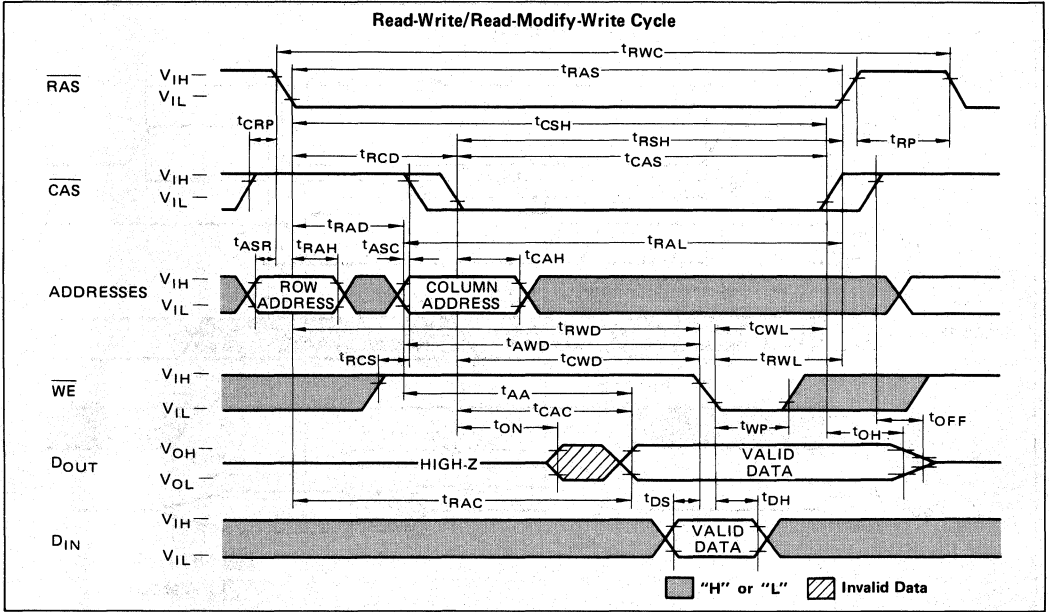 Read-Write/Read-Modify-Write Cycle
tRWC
RAS
VIH
VIL
tRAS
tCRP
tCSH
tRSH
tRP
tRCD
tCAS
CAS
VIH
VIL
tRAD
tRAL
tASR
tRAH
tASC
tCAH
ADDRESSES
VIH
VIL
ROW
ADDRESS
COLUMN
ADDRESS
tRWD
tCWL
tAWD
tRCS
tCWD
tRWL
WE
VIH
VIL
tAA
tCAC
tON
tWP
tOH
tOFF
DOUT
VOH
VOL
HIGH-Z
VALID
DATA
tRAC
tDS
tDH
DIN
VIH
VIL
VALID
DATA
"H" or "L"
Invalid Data